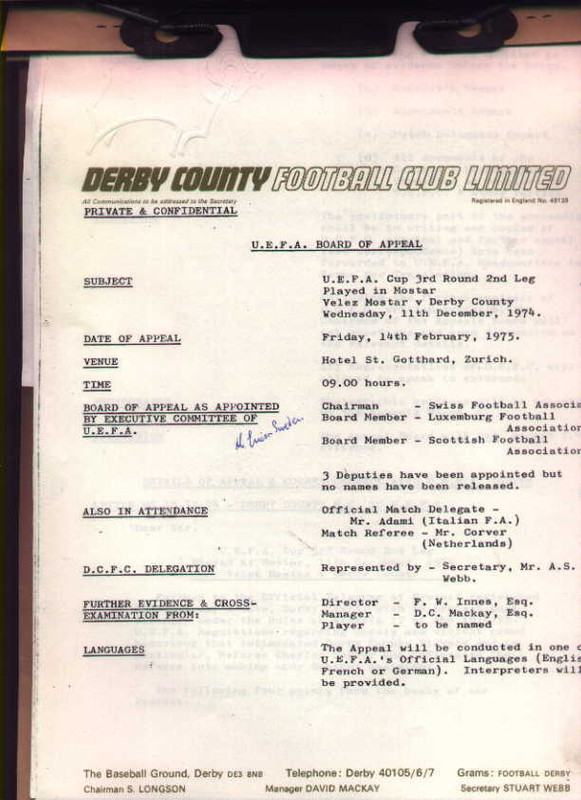 DERBY COUNTY FOOTBALL CLUB LIMITED
All Communications to be addressed to the Secretary Registered in England No. 49139
PRIVATE & CONFIDENTIAL
U.E.F.A. BOARD OF APPEAL
SUBJECT U.E.F.A. Cup 3rd Round 2nd Leg
Played in Mostar
Velez Mostar v Derby County
Wednesday, 11th December, 1974.
DATE OF APPEAL Friday, 14th February, 1975.
VENUE Hotel St. Gotthard, Zurich.
TIME 09.00 hours.
BOARD OF APPEAL AS APPOINTED Chairman - Swiss Football Associa
BY EXECUTIVE COMMITTEE OF Board Member - Luxemburg Football
U.E.F.A. Association
Board Member - Scottish Football
Association
3 Deputies have been appointed but
no names have been released.
ALSO IN ATTENDANCE Official Match Delegate -
Mr. Adami (Italian F.A.)
Match Referee - Mr. Corver
(Netherlands)
D.C.F.C. DELEGATION Represented by - Secretary, Mr. A.S.
Webb.
FURTHER EVIDENCE & CROSS- Director - F. W. Innes, Esq.
EXAMINATION FROM: Manager - D.C. Mackay, Esq.
Player - to be named
LANGUAGES The Appeal will be conducted in one
U.E.F.A.'s Official Languages (Englis
French or German). Interpreters will
be provided.
The Baseball Ground, Derby DE3 8NB Telephone: Derby 40105/6/7 Grams: FOOTBALL DERBY
Chairman S. LONGSON Manager DAVID MACKAY Secretary STUART WEBB